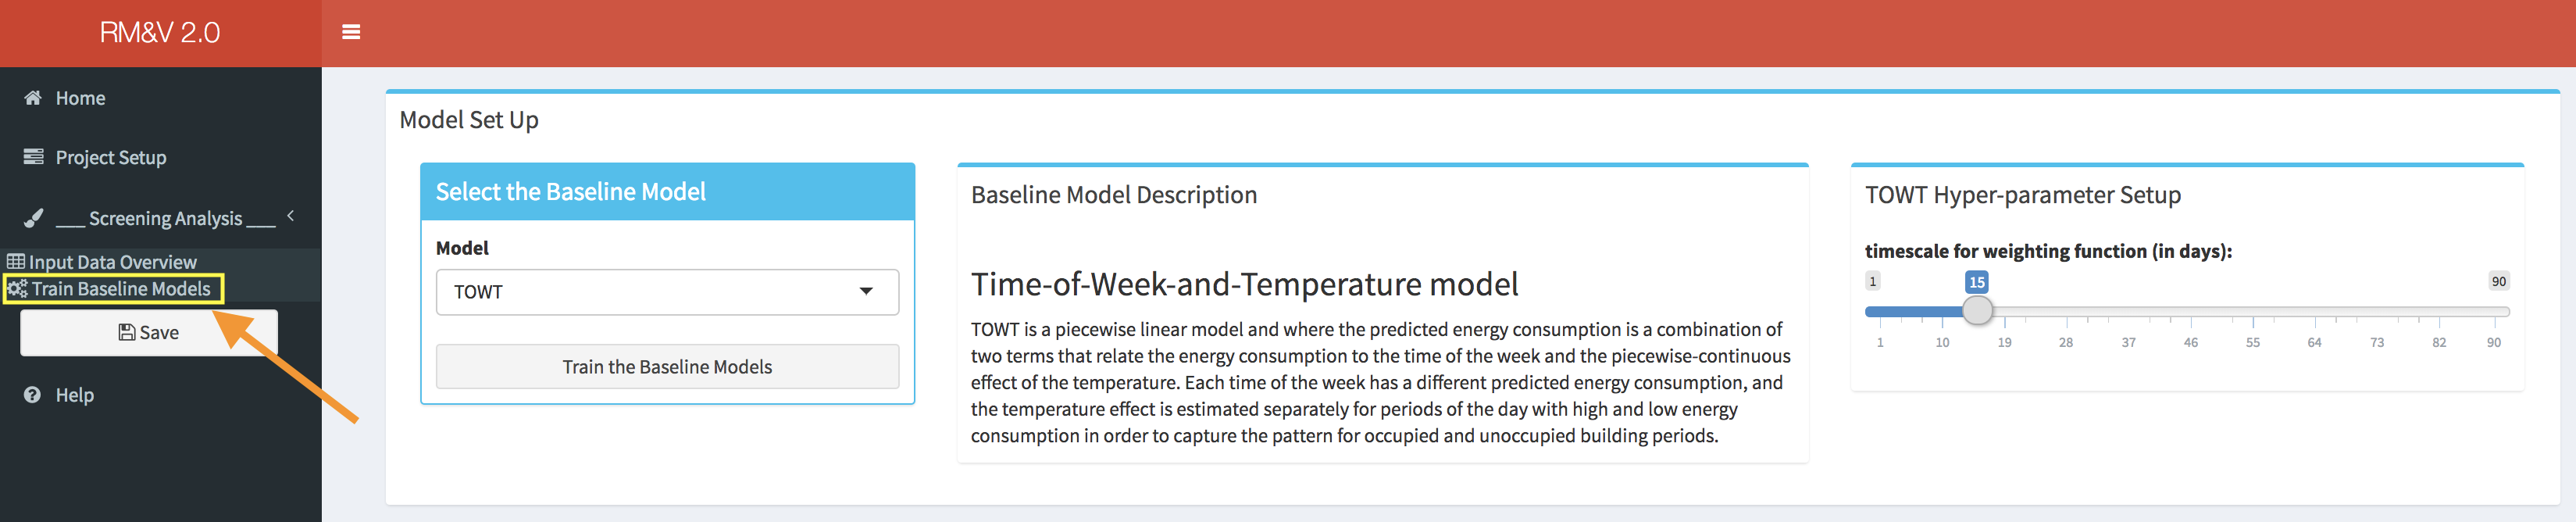 RM&V 2.0
Home
Project Setup
___ Screening Analysis ___
Input Data Overview
Train Baseline Models
Save
Help
Model Set Up
Select the Baseline Model
Model
TOWT
Train the Baseline Models
Baseline Model Description
Time-of-Week-and-Temperature model
TOWT is a piecewise linear model and where the predicted energy consumption is a combination of
two terms that relate the energy consumption to the time of the week and the piecewise-continuous
effect of the temperature. Each time of the week has a different predicted energy consumption, and
the temperature effect is estimated separately for periods of the day with high and low energy
consumption in order to capture the pattern for occupied and unoccupied building periods.
TOWT Hyper-parameter Setup
timescale for weighting function (in days):
1 15 90
1 10 19 28 37 46 55 64 73 82 90